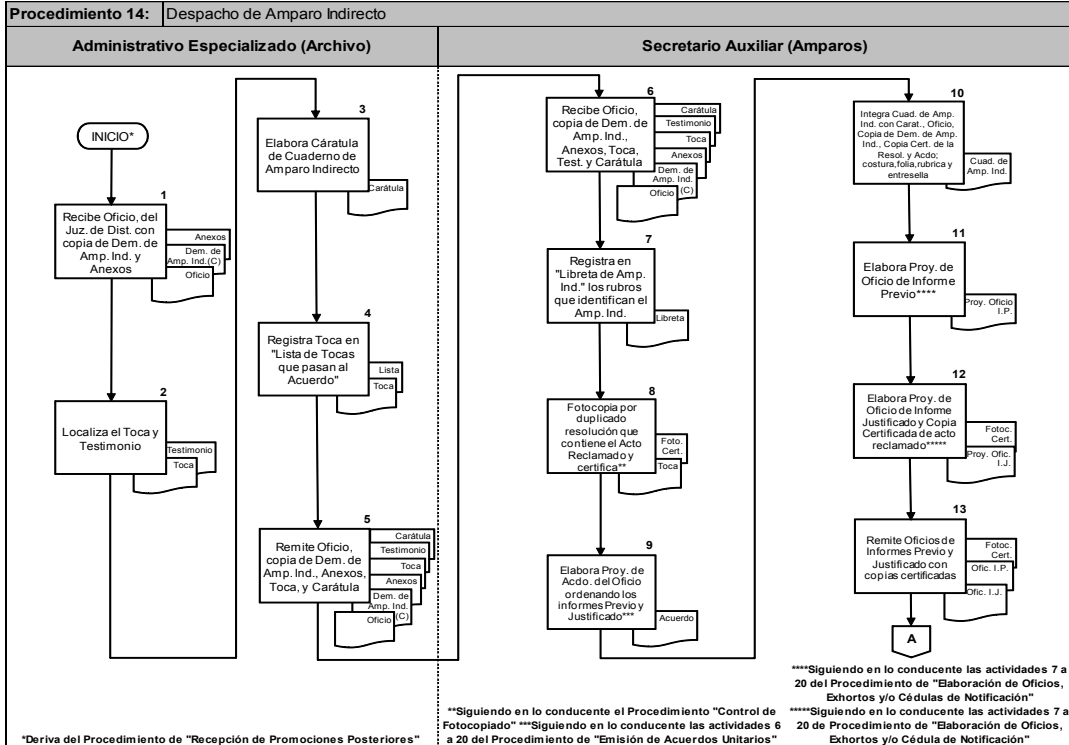 Procedimiento 14: Despacho de Amparo Indirecto
Administrativo Especializado (Archivo)
Secretario Auxiliar (Amparos)
INICIO*
1
Recibe Oficio, del
Juz. de Dist. con
copia de Dem. de
Amp. Ind. y
Anexos
Anexos
Dem. de
Amp. Ind.(C)
Oficio
2
Localiza el Toca y
Testimonio
Testimonio
Toca
3
Elabora Cáratula
de Cuaderno de
Amparo Indirecto
Carátula
4
Registra Toca en
"Lista de Tocas
que pasan al
Acuerdo"
Lista
Toca
5
Remite Oficio,
copia de Dem. de
Amp. Ind., Anexos,
Toca, y Carátula
Carátula
Testimonio
Toca
Anexos
Dem. de
Amp. Ind.
(C)
Oficio
*Deriva del Procedimiento de "Recepción de Promociones Posteriores"
6
Recibe Oficio,
copia de Dem. de
Amp. Ind.,
Anexos, Toca,
Test. y Carátula
Carátula
Testimonio
Toca
Anexos
Dem. de
Amp. Ind.
(C)
Oficio
7
Registra en
"Libreta de Amp.
Ind." los rubros
que identifican el
Amp. Ind.
Libreta
8
Fotocopia por
duplicado
resolución que
contiene el Acto
Reclamado y
certifica**
Foto.
Cert.
Toca
9
Elabora Proy. de
Acdo. del Oficio
ordenando los
informes Previo y
Justificado***
Acuerdo
**Siguiendo en lo conducente el Procedimiento "Control de
Fotocopiado" ***Siguiendo en lo conducente las actividades 6
a 20 del Procedimiento de "Emisión de Acuerdos Unitarios"
10
Integra Cuad. de Amp.
Ind. con Carat., Oficio,
Copia de Dem. de Amp.
Ind., Copia Cert. de la
Resol. y Acdo;
costura,folia,rubrica y
entresella
Cuad. de
Amp. Ind.
11
Elabora Proy. de
Oficio de Informe
Previo****
Proy. Oficio
I.P.
12
Elabora Proy. de
Oficio de Informe
Justificado y Copia
Certificada de acto
reclamado*****
Fotoc.
Cert.
Proy. Ofic.
I.J.
13
Remite Oficios de
Informes Previo y
Justificado con
copias certificadas
Fotoc.
Cert.
Ofic. I.P.
Ofic. I.J.
A
****Siguiendo en lo conducente las actividades 7 a
20 del Procedimiento de "Elaboración de Oficios,
Exhortos y/o Cédulas de Notificación"
*****Siguiendo en lo conducente las actividades 7 a
20 de Procedimiento de "Elaboración de Oficios,
Exhortos y/o Cédula de Notificación"